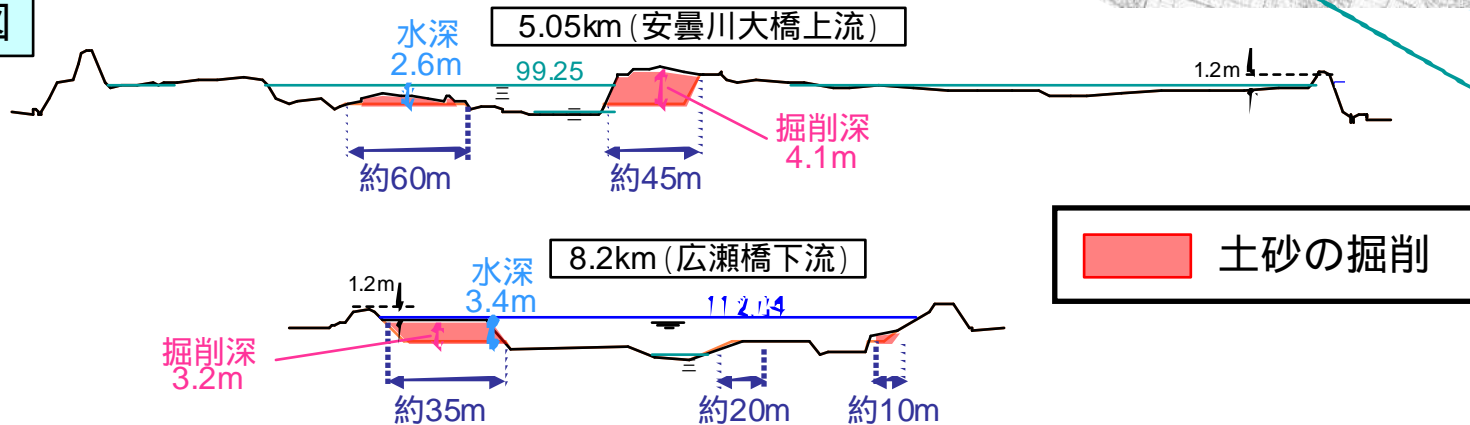 図
5.05km（安曇川大橋上流）
水深
2.6m
99.25
1.2m
掘削深
4.1m
約60m
約45m
8.2km（広瀬橋下流）
土砂の掘削
1.2m
水深
3.4m
掘削深
3.2m
約35m
約20m
約10m